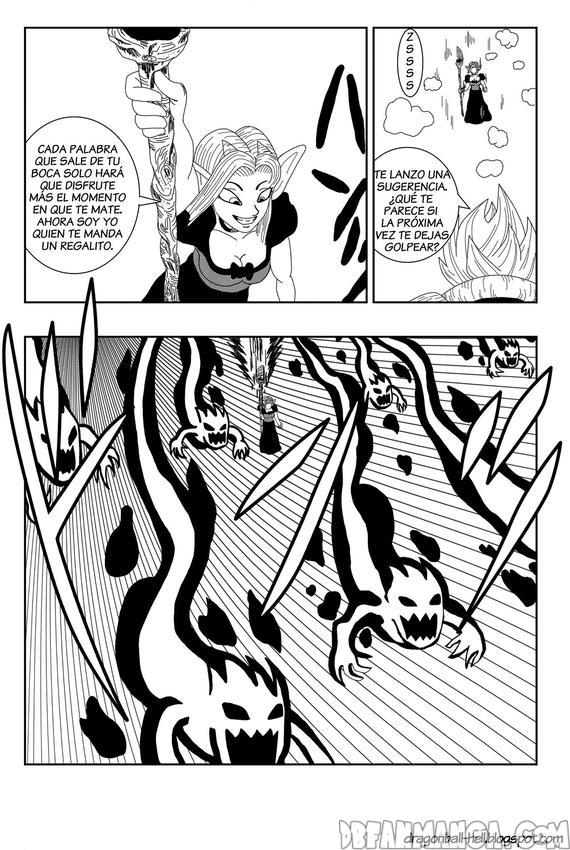 ZSSSS
TE LANZO UNA
SUGERENCIA.
¿QUÉ TE
PARECE SI
LA PRÓXIMA
VEZ TE DEJAS
GOLPEAR?
CADA PALABRA
QUE SALE DE TU
BOCA SOLO HARÁ
QUE DISFRUTE
MÁS EL MOMENTO
EN QUE TE MATE.
AHORA SOY YO
QUIEN TE MANDA
UN REGALITO.
dragonball-hell.blogspot.com
DBFANMANGA.COM